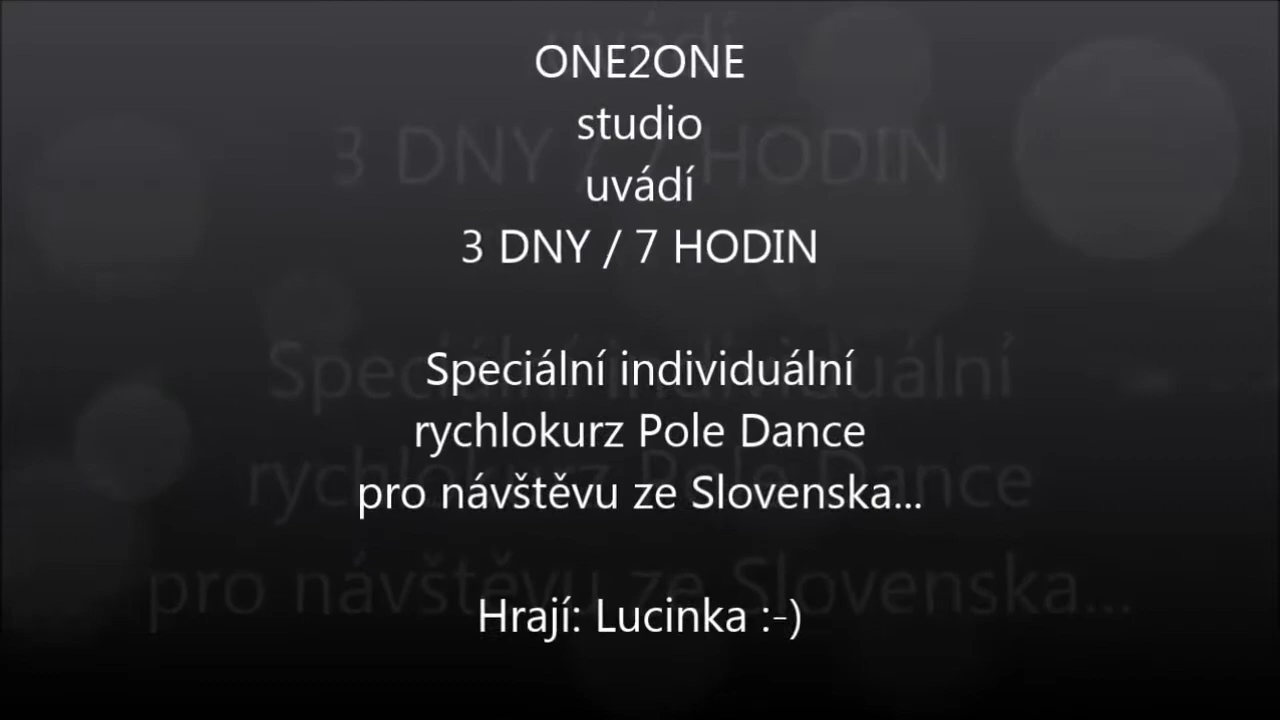 ONE2ONE
studio
uvádí
3 DNY / 7 HODIN
Speciální individuální
rychlokurz Pole Dance
pro návštěvu ze Slovenska...
Hrají: Lucinka :-)